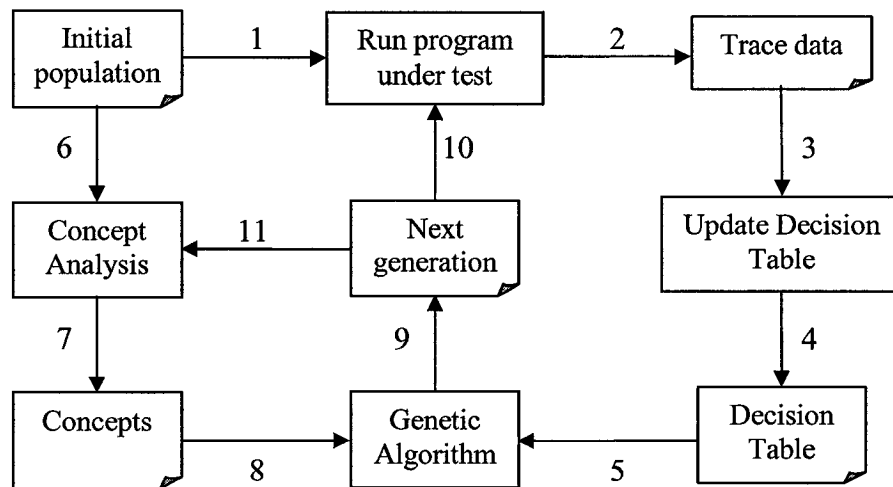 Initial
population
1
Run program
under test
2
Trace data
6
10
3
Concept
Analysis
11
Next
generation
Update Decision
Table
7
9
4
Concepts
8
Genetic
Algorithm
5
Decision
Table